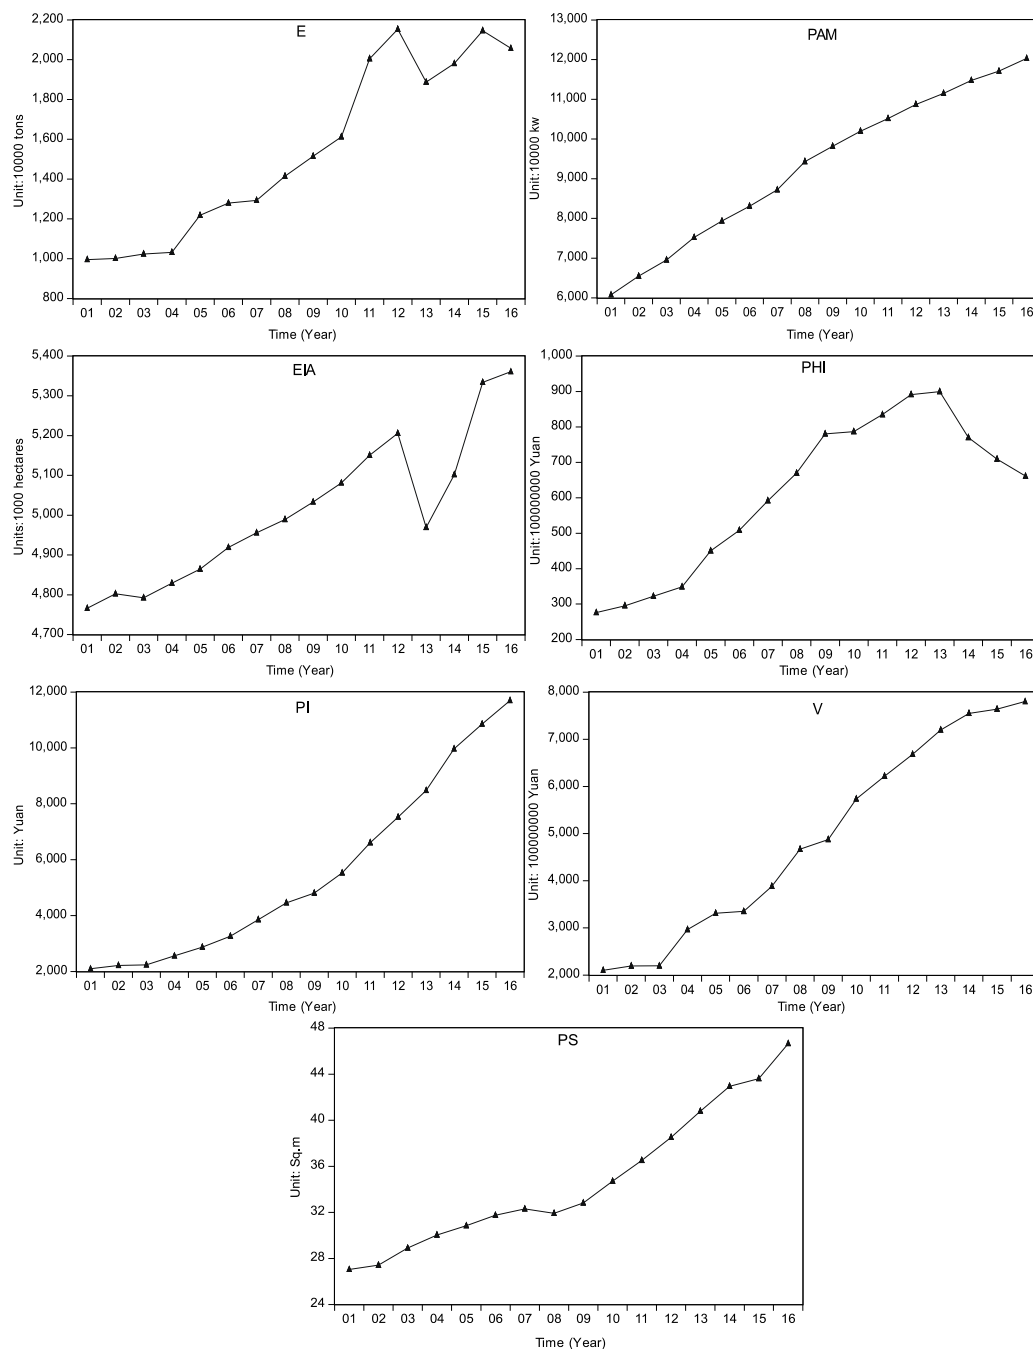 E
Unit:10000 tons
2,200
2,000
1,800
1,600
1,400
1,200
1,000
800
01 02 03 04 05 06 07 08 09 10 11 12 13 14 15 16
Time (Year)
PAM
Unit:10000 kw
13,000
12,000
11,000
10,000
9,000
8,000
7,000
6,000
01 02 03 04 05 06 07 08 09 10 11 12 13 14 15 16
Time (Year)
EIA
Units:1000 hectares
5,400
5,300
5,200
5,100
5,000
4,900
4,800
4,700
01 02 03 04 05 06 07 08 09 10 11 12 13 14 15 16
Time (Year)
PHI
Unit:100000000 Yuan
1,000
900
800
700
600
500
400
300
200
01 02 03 04 05 06 07 08 09 10 11 12 13 14 15 16
Time (Year)
PI
Unit: Yuan
12,000
10,000
8,000
6,000
4,000
2,000
01 02 03 04 05 06 07 08 09 10 11 12 13 14 15 16
Time (Year)
V
Unit: 100000000 Yuan
8,000
7,000
6,000
5,000
4,000
3,000
2,000
01 02 03 04 05 06 07 08 09 10 11 12 13 14 15 16
Time (Year)
PS
Unit: Sq.m
48
44
40
36
32
28
24
01 02 03 04 05 06 07 08 09 10 11 12 13 14 15 16
Time (Year)